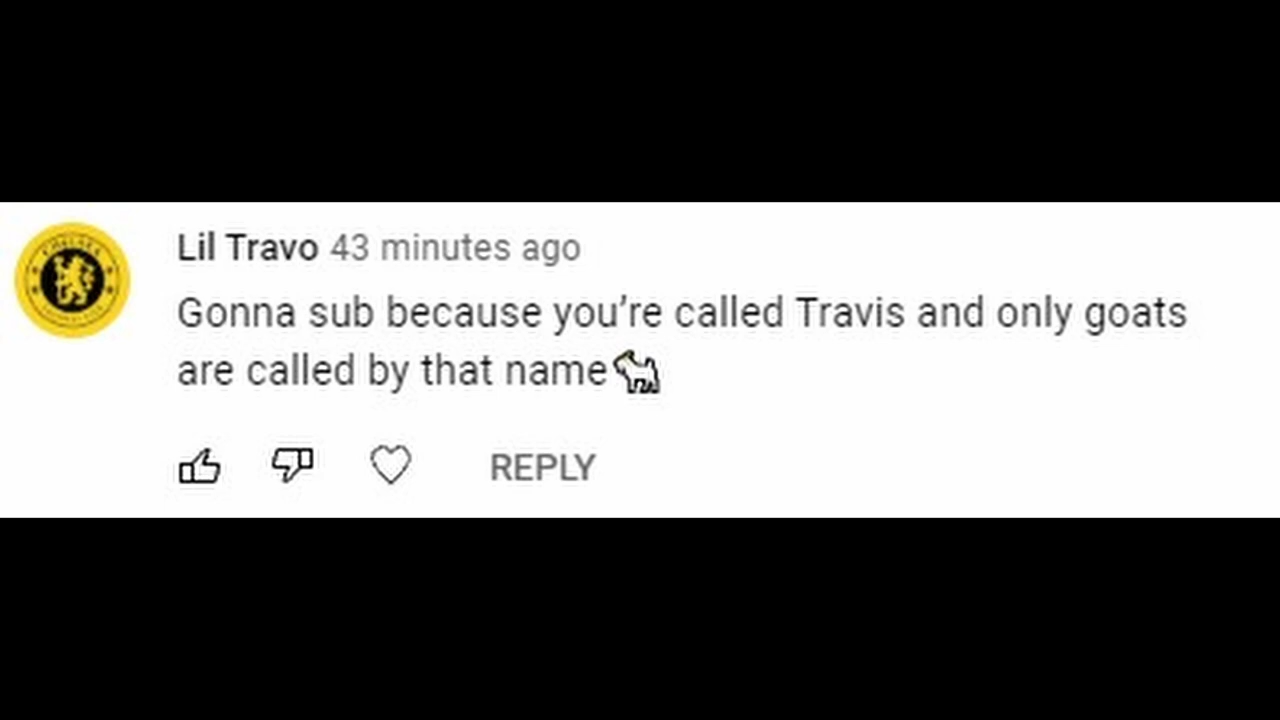 CHELSEA
Lil Travo 43 minutes ago
Gonna sub because you’re called Travis and only goats
are called by that name🐐
REPLY